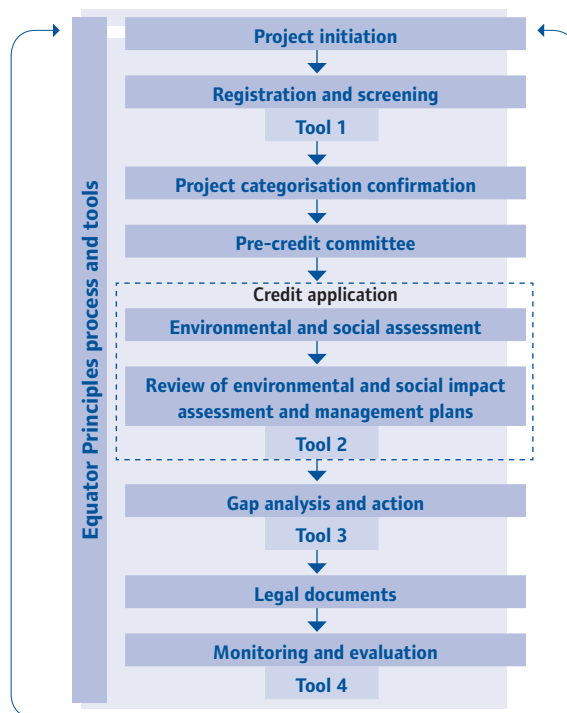 Equator Principles process and tools
Project initiation
Registration and screening
Tool 1
Project categorisation confirmation
Pre-credit committee
Credit application
Environmental and social assessment
Review of environmental and social impact
assessment and management plans
Tool 2
Gap analysis and action
Tool 3
Legal documents
Monitoring and evaluation
Tool 4